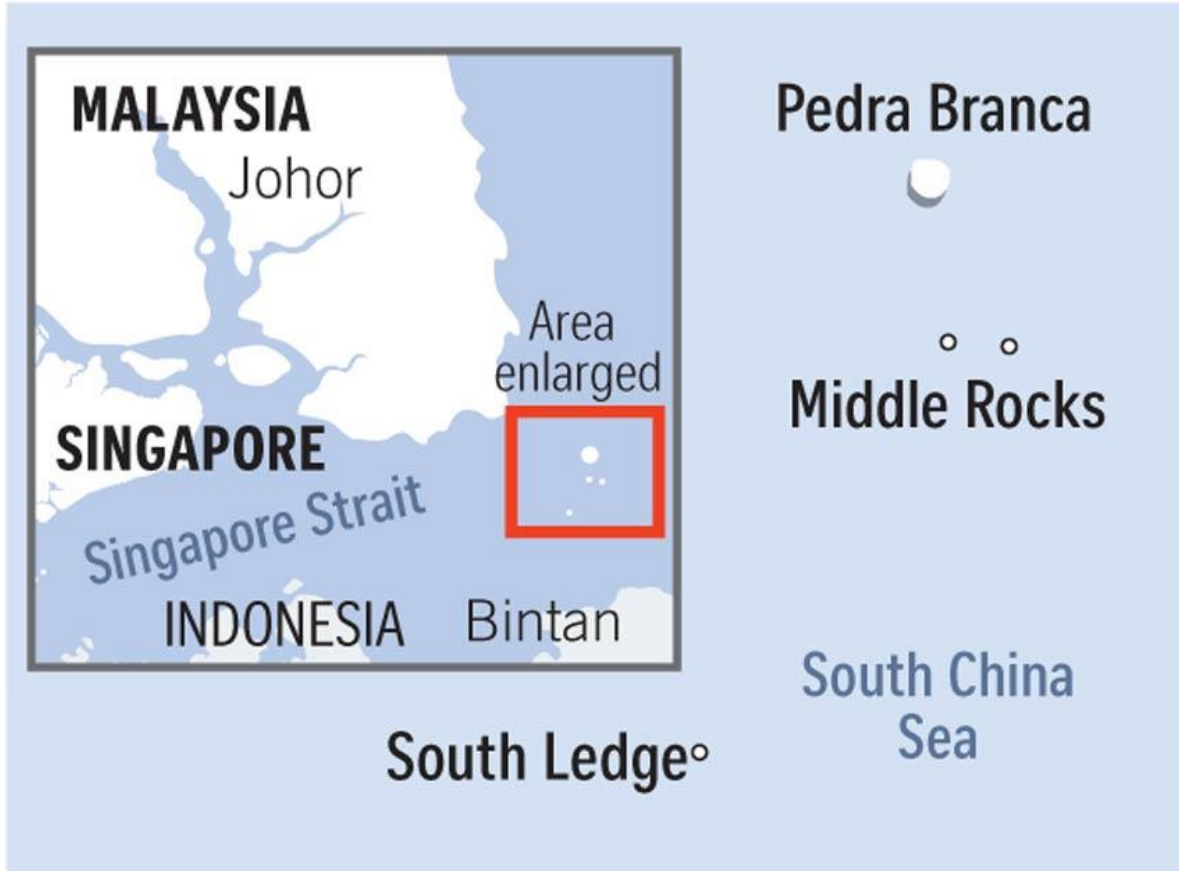 MALAYSIA
Johor
Area
enlarged
SINGAPORE
Singapore Strait
INDONESIA
Bintan
Pedra Branca
Middle Rocks
South China
Sea
South Ledge